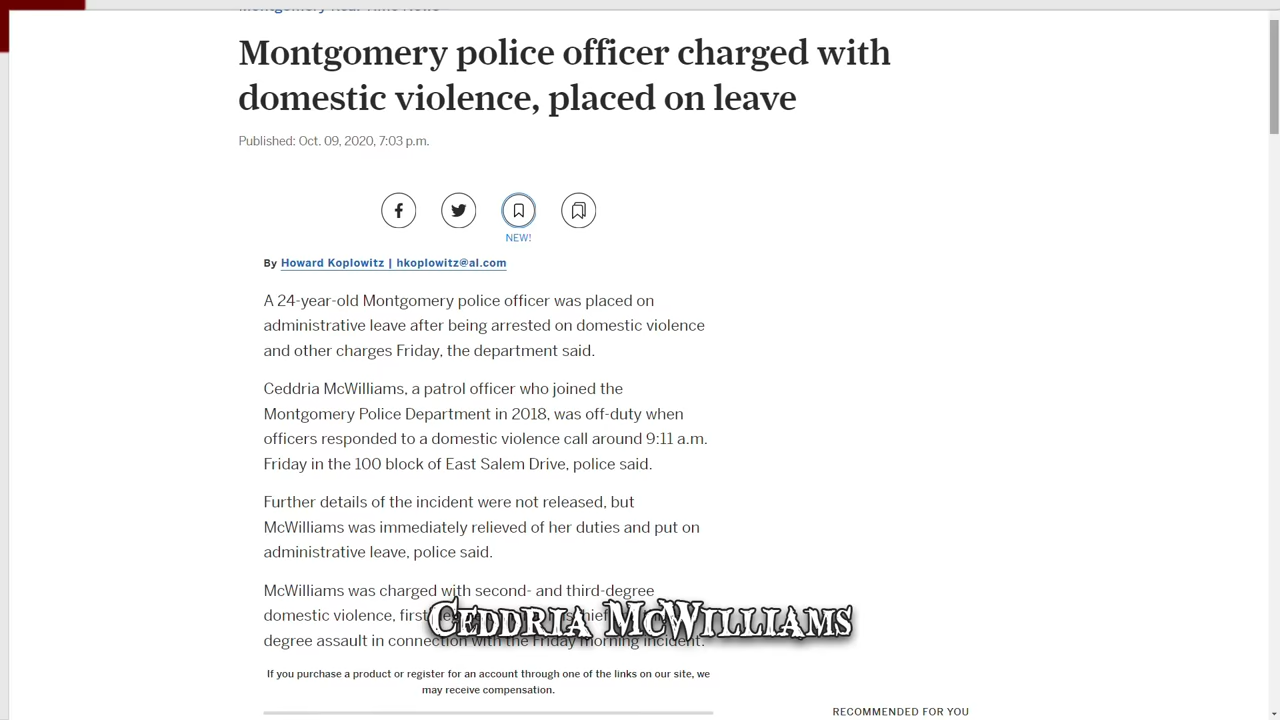 Montgomery Real-Time News
Montgomery police officer charged with
domestic violence, placed on leave
Published: Oct. 09, 2020, 7:03 p.m.
NEW!
By Howard Koplowitz | hkoplowitz@al.com
A 24-year-old Montgomery police officer was placed on
administrative leave after being arrested on domestic violence
and other charges Friday, the department said.
Ceddria McWilliams, a patrol officer who joined the
Montgomery Police Department in 2018, was off-duty when
officers responded to a domestic violence call around 9:11 a.m.
Friday in the 100 block of East Salem Drive, police said.
Further details of the incident were not released, but
McWilliams was immediately relieved of her duties and put on
administrative leave, police said.
McWilliams was charged with second- and third-degree
domestic violence,
degree assault in connection with the Friday morning incident.
Ceddria McWilliams
If you purchase a product or register for an account through one of the links on our site, we
may receive compensation.
RECOMMENDED FOR YOU